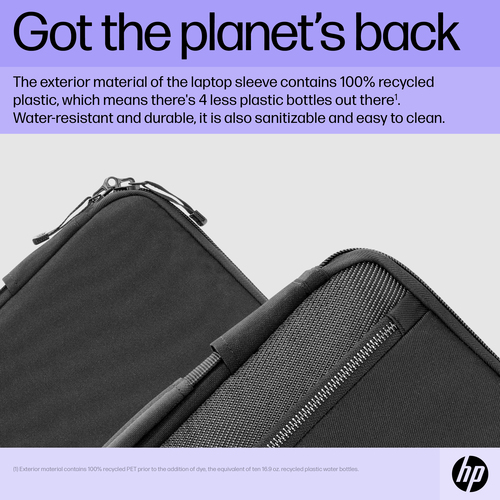 Got the planet's back
The exterior material of the laptop sleeve contains 100% recycled
plastic, which means there's 4 less plastic bottles out there¹.
Water-resistant and durable, it is also sanitizable and easy to clean.
(1) Exterior material contains 100% recycled PET prior to the addition of dye, the equivalent of ten 16.9 oz. recycled plastic water bottles.
hp